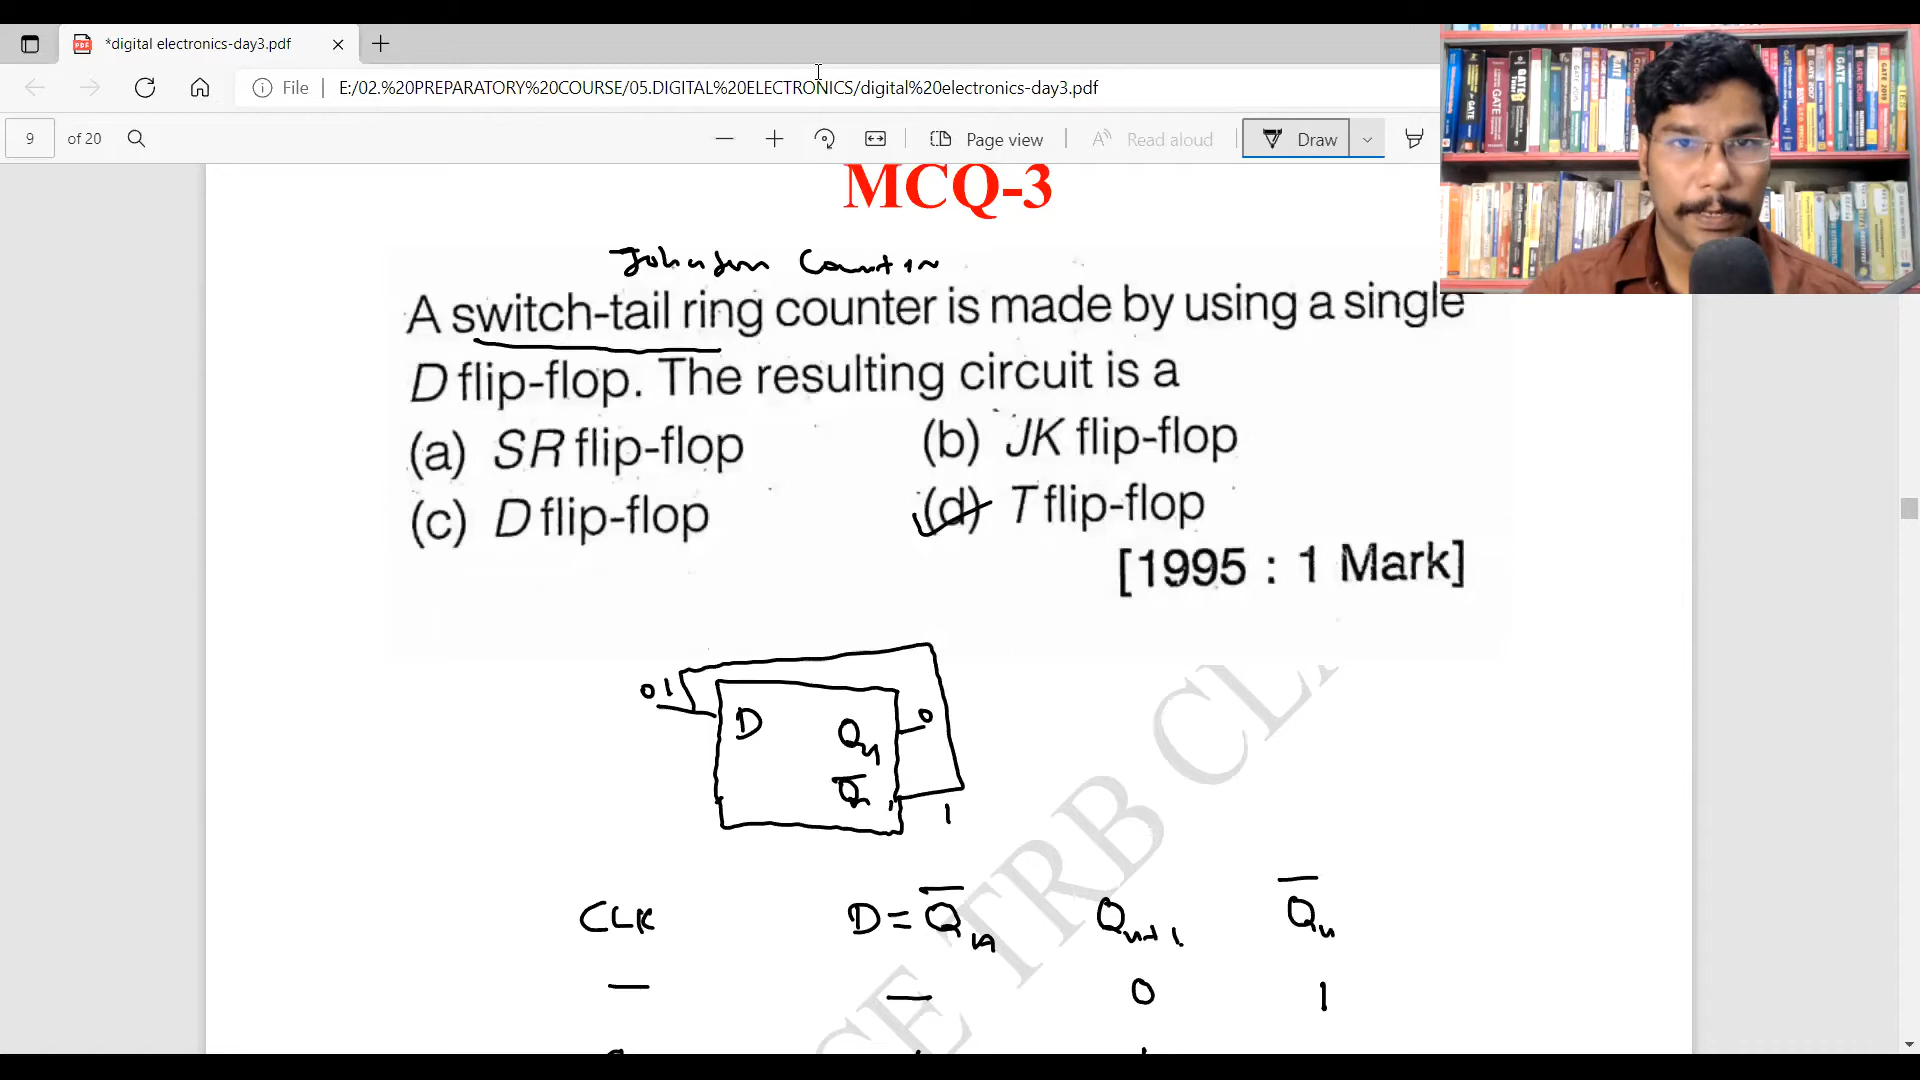 *digital electronics-day3.pdf
File E:/02.%20PREPARATORY%20COURSE/05.DIGITAL%20ELECTRONICS/digital%20electronics-day3.pdf
9 of 20 Page view Read aloud Draw
MCQ-3
Johnson Counter
A switch-tail ring counter is made by using a single
D flip-flop. The resulting circuit is a
(a) SR flip-flop (b) JK flip-flop
(c) D flip-flop (d) T flip-flop
[1995 : 1 Mark]
0 1
D Qn 0
Q̅ 1
CLK D = Q̅n Qn+1 Q̅n
— — 0 1
CE TRB CL